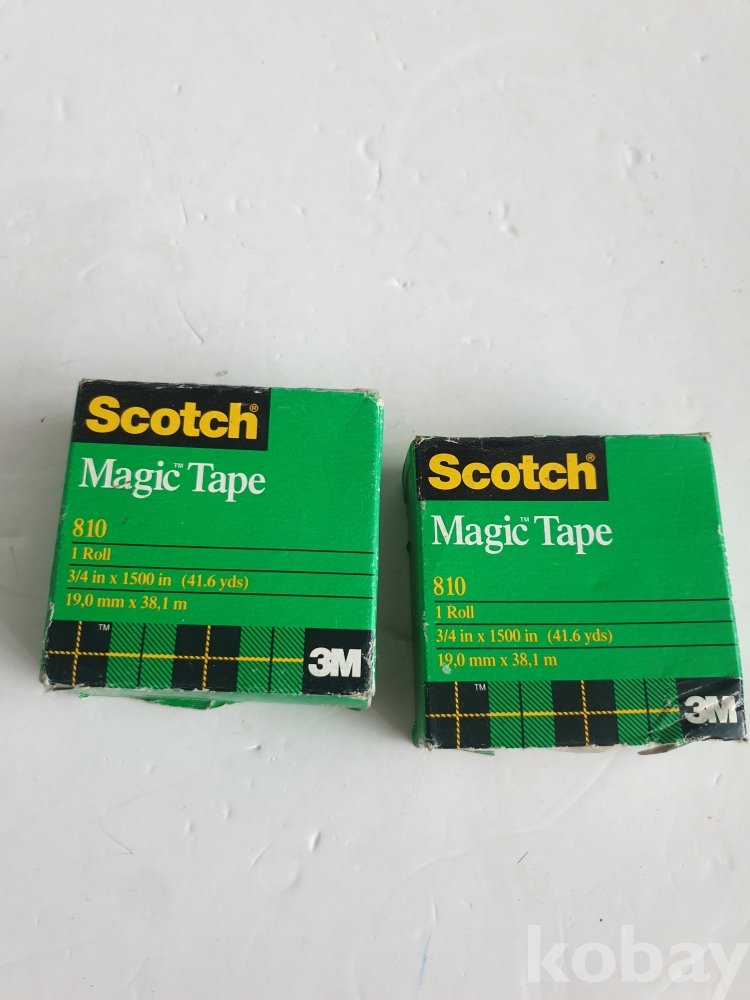 Scotch®
Magic™ Tape
810
1 Roll
3/4 in x 1500 in (41.6 yds)
19,0 mm x 38,1 m
™
3M
Scotch®
Magic™ Tape
810
1 Roll
3/4 in x 1500 in (41.6 yds)
19,0 mm x 38,1 m
™
3M
kobay